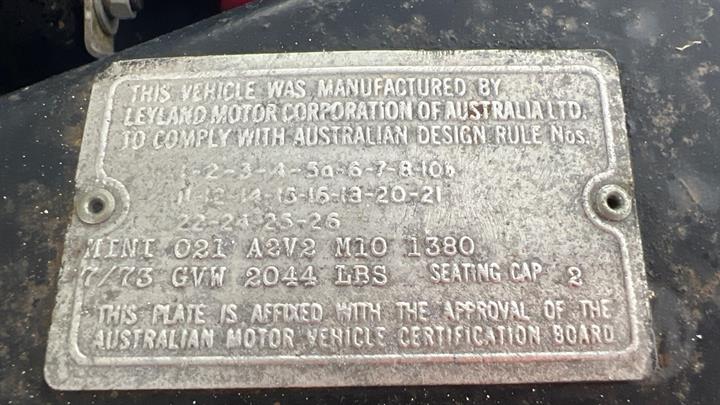 THIS VEHICLE WAS MANUFACTURED BY
LEYLAND MOTOR CORPORATION OF AUSTRALIA LTD.
TO COMPLY WITH AUSTRALIAN DESIGN RULE Nos.
1-2-3-4-5a-6-7-8-10b
11-12-14-15-16-18-20-21
22-24-25-26
MINI 021 A2V2 M10 1380
7/73 GVW 2044 LBS SEATING CAP 2
THIS PLATE IS AFFIXED WITH THE APPROVAL OF THE
AUSTRALIAN MOTOR VEHICLE CERTIFICATION BOARD